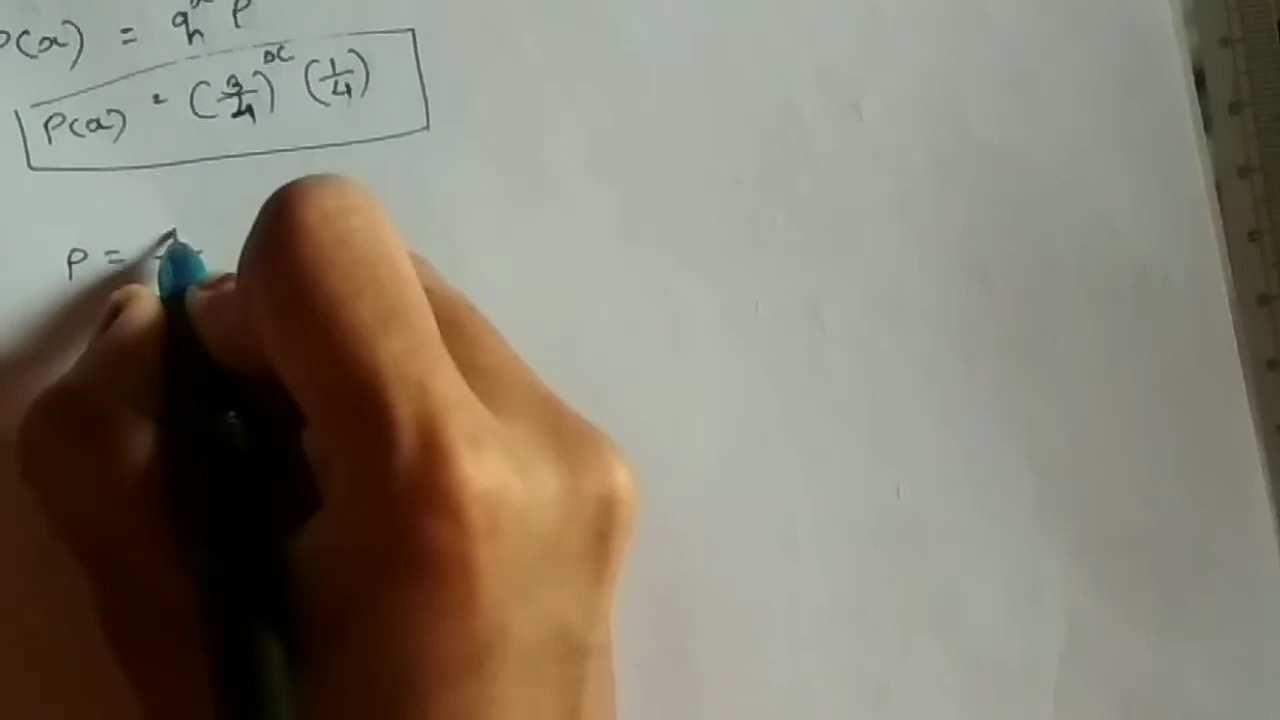 P(x) = q^x P
P(x) = (3/4)^x (1/4)
P =